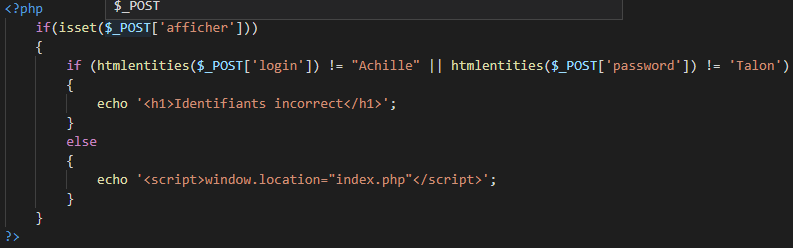 $_POST
<?php
if(isset($_POST['afficher']))
{
if (htmlentities($_POST['login']) != "Achille" || htmlentities($_POST['password']) != 'Talon')
{
echo '<h1>Identifiants incorrect</h1>';
}
else
{
echo '<script>window.location="index.php"</script>';
}
}
?>